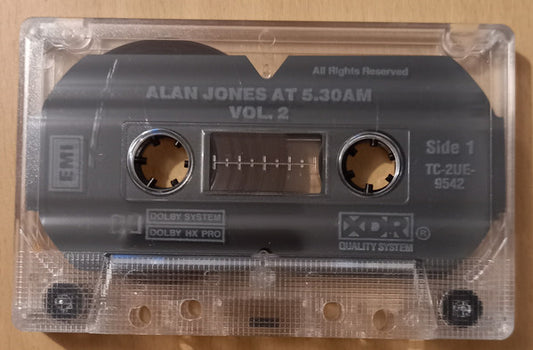 All Rights Reserved
ALAN JONES AT 5.30AM
VOL. 2
EMI
Side 1
TC-2UE-
9542
DOLBY SYSTEM
DOLBY HX PRO
XDR®
QUALITY SYSTEM